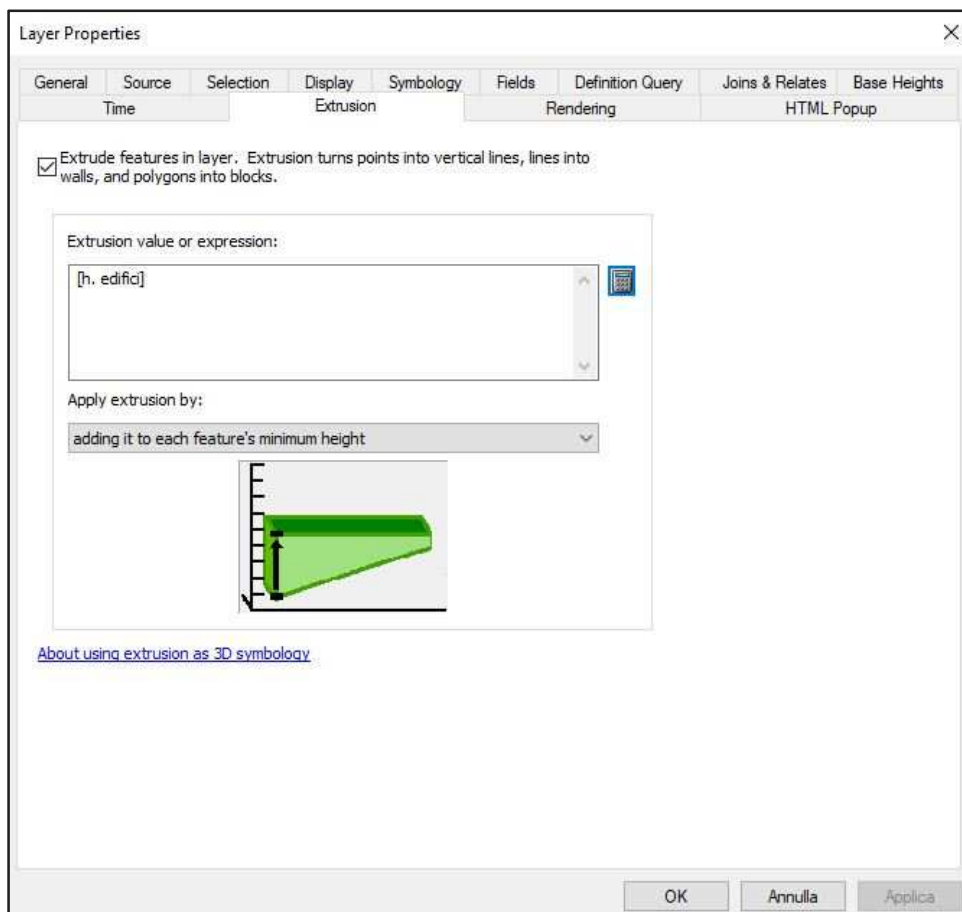 Layer Properties
General Source Selection Display Symbology Fields Definition Query Joins & Relates Base Heights
Time Extrusion Rendering HTML Popup
Extrude features in layer. Extrusion turns points into vertical lines, lines into
walls, and polygons into blocks.
Extrusion value or expression:
[h. edifici]
Apply extrusion by:
adding it to each feature's minimum height
About using extrusion as 3D symbology
OK Annulla Applica